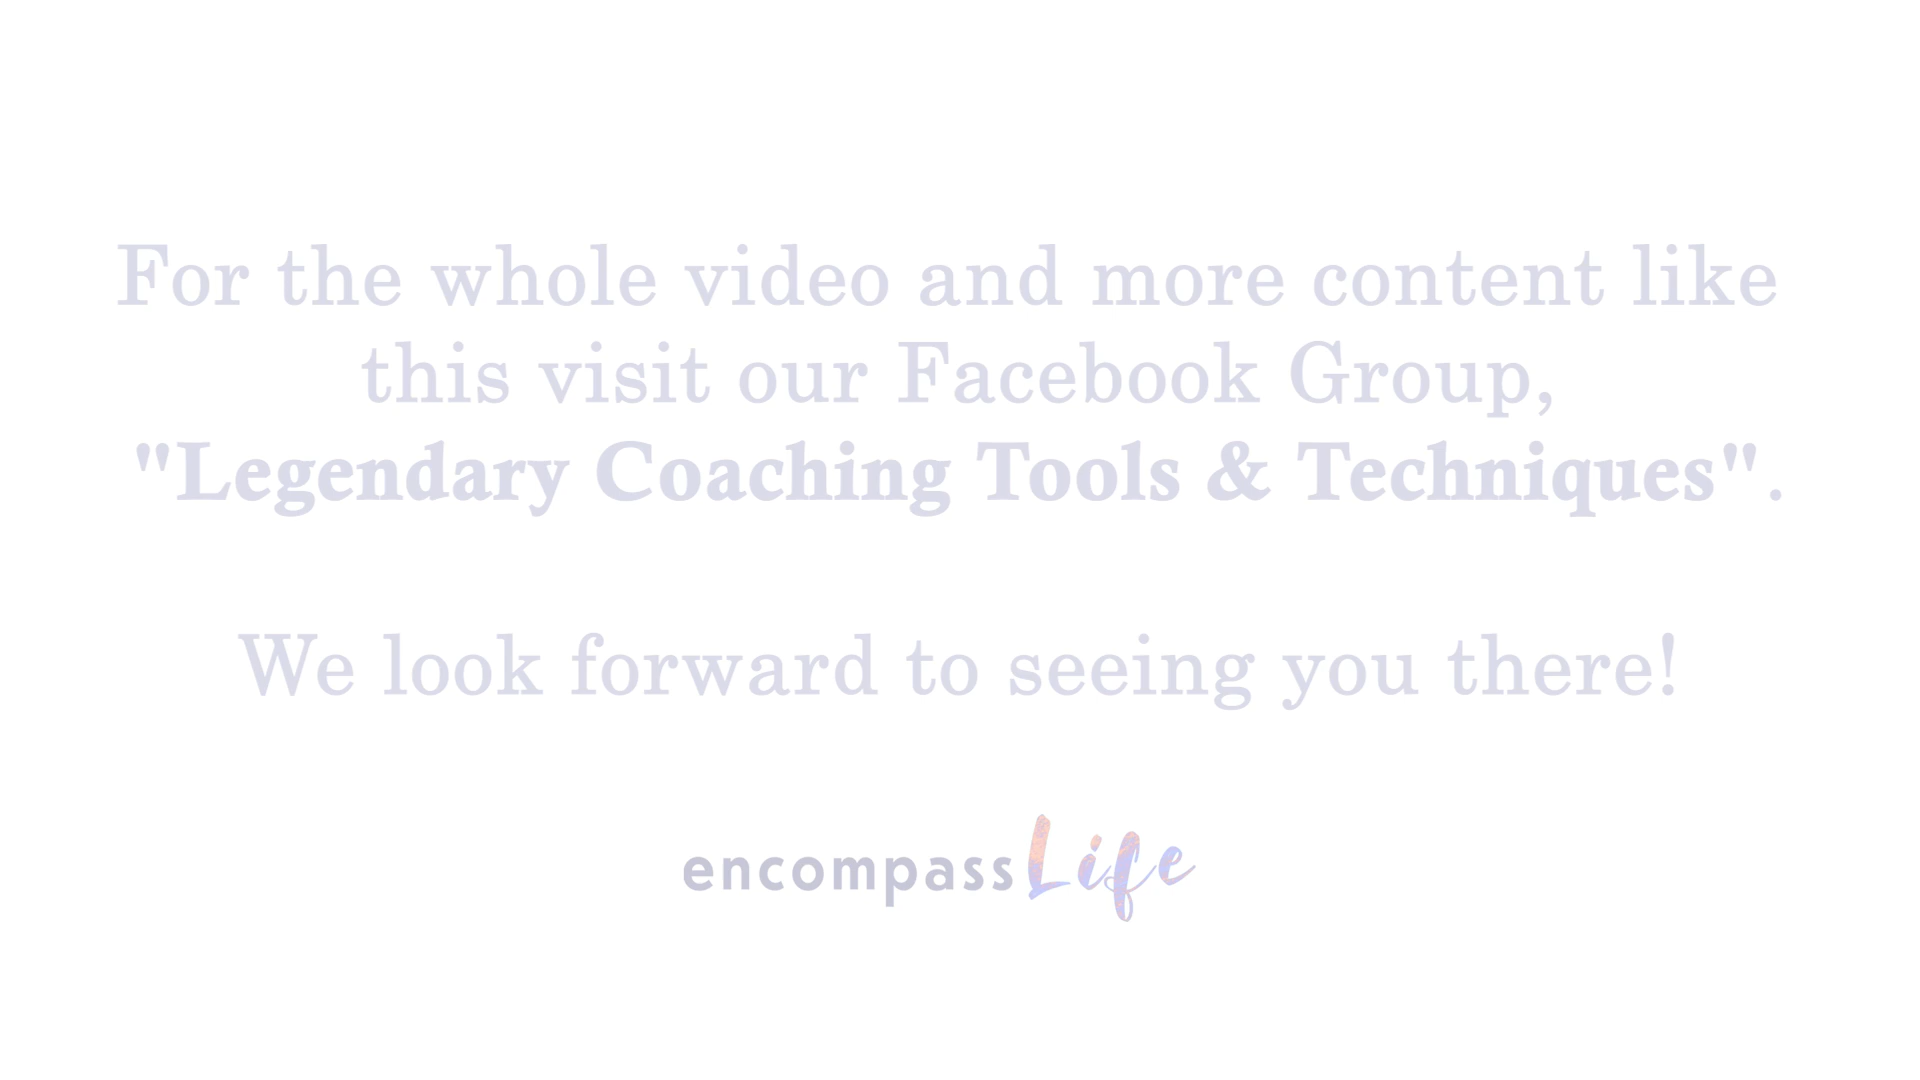 For the whole video and more content like
this visit our Facebook Group,
"Legendary Coaching Tools & Techniques".
We look forward to seeing you there!
encompass Life